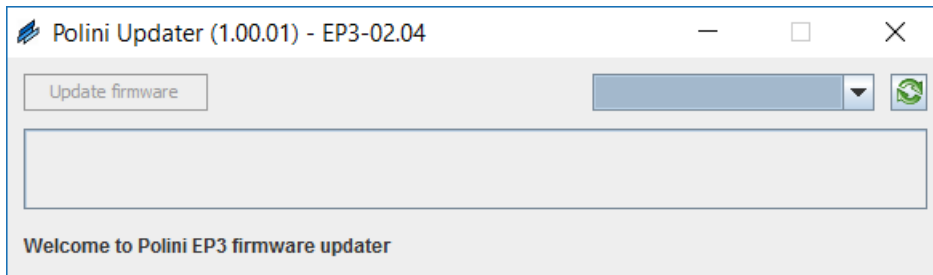 Polini Updater (1.00.01) - EP3-02.04
Update firmware
Welcome to Polini EP3 firmware updater